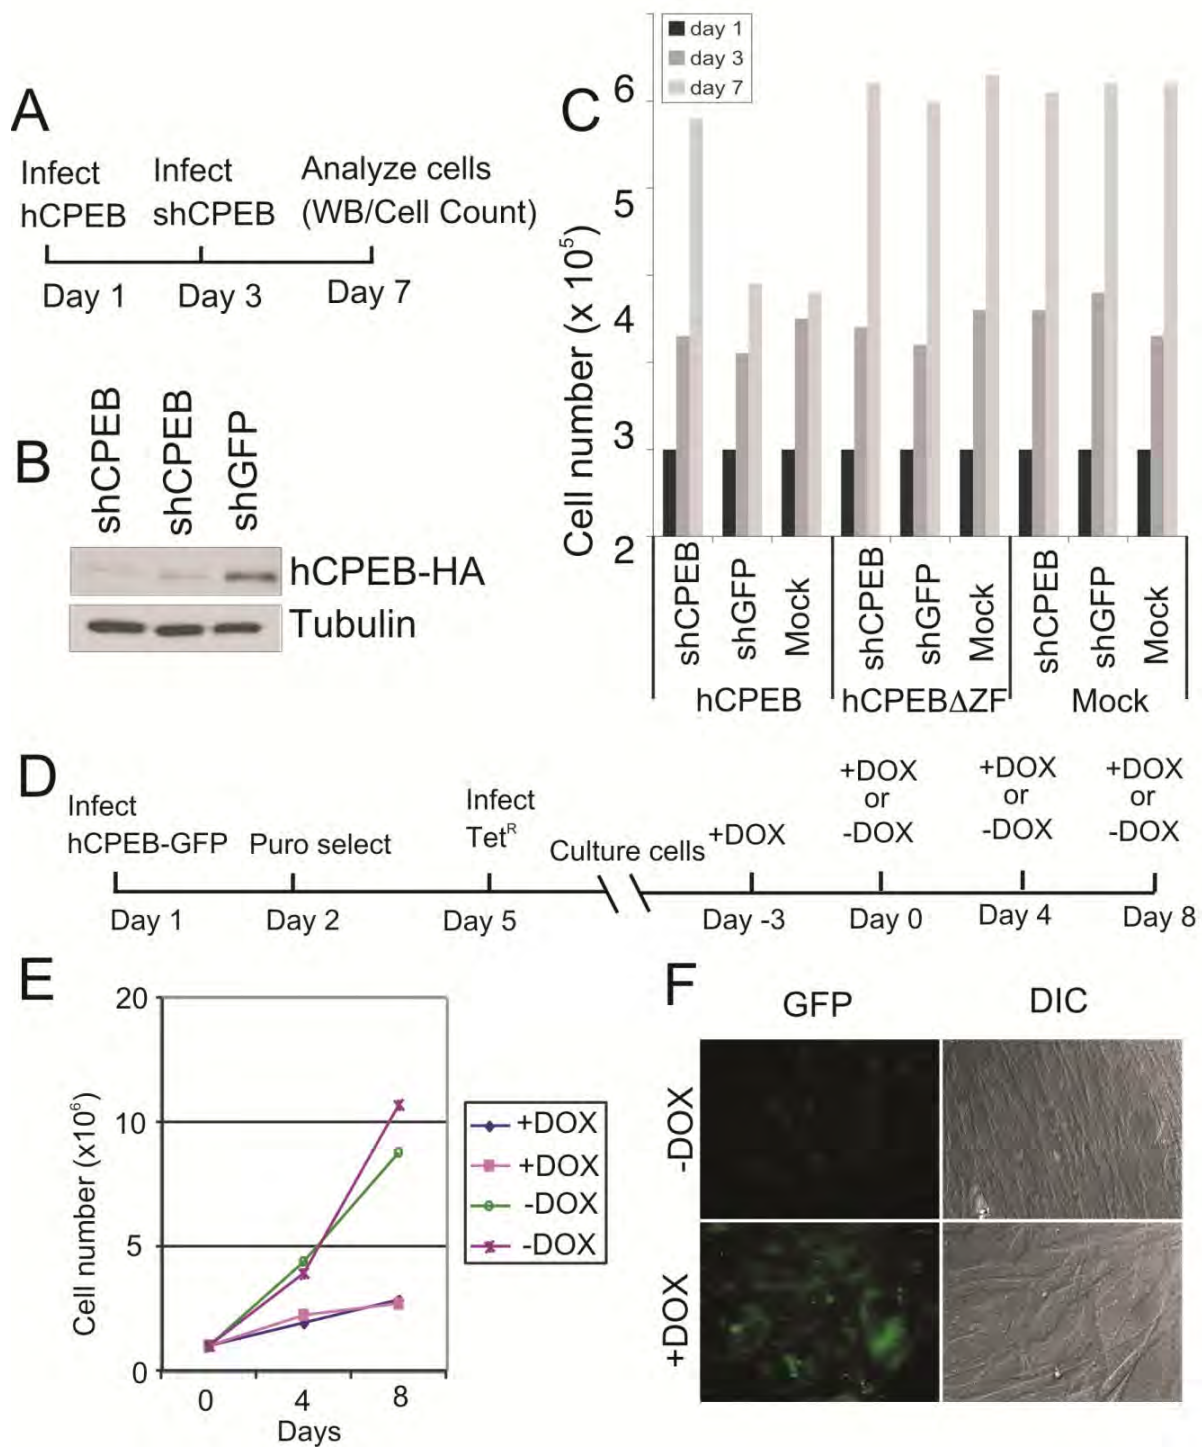 A
Infect
hCPEB
Infect
shCPEB
Analyze cells
(WB/Cell Count)
Day 1
Day 3
Day 7
B
shCPEB
shCPEB
shGFP
hCPEB-HA
Tubulin
C
day 1
day 3
day 7
Cell number (x 10⁵)
6
5
4
3
2
shCPEB
shGFP
Mock
shCPEB
shGFP
Mock
shCPEB
shGFP
Mock
hCPEB
hCPEBΔZF
Mock
D
Infect
hCPEB-GFP
Puro select
Infect
Tetᴿ
Culture cells
+DOX
+DOX
or
-DOX
+DOX
or
-DOX
+DOX
or
-DOX
Day 1
Day 2
Day 5
Day -3
Day 0
Day 4
Day 8
E
Cell number (x10⁶)
20
10
5
0
0
4
8
Days
+DOX
+DOX
-DOX
-DOX
F
GFP
DIC
-DOX
+DOX